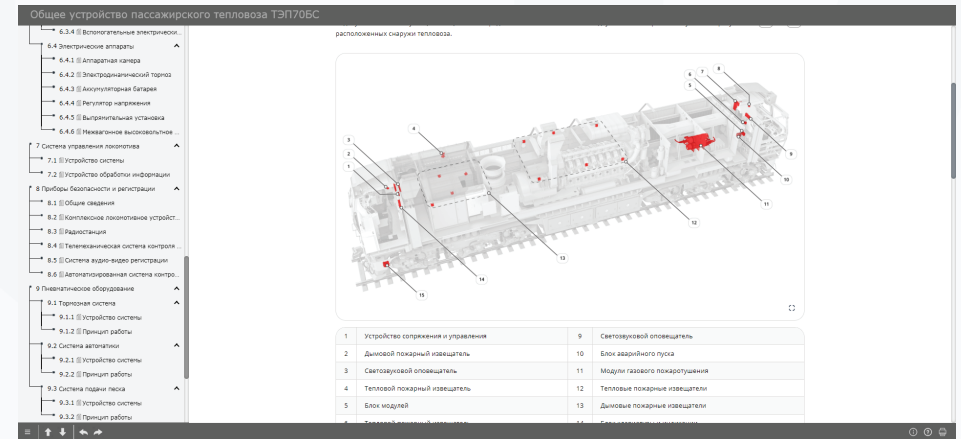 Общее устройство пассажирского тепловоза ТЭП70БС
6.3.4 Вспомогательные электрически...
6.4 Электрические аппараты
6.4.1 Аппаратная камера
6.4.2 Электродинамический тормоз
6.4.3 Аккумуляторная батарея
6.4.4 Регулятор напряжения
6.4.5 Выпрямительная установка
6.4.6 Межвагонное высоковольтное ...
7 Система управления локомотива
7.1 Устройство системы
7.2 Устройство обработки информации
8 Приборы безопасности и регистрации
8.1 Общие сведения
8.2 Комплексное локомотивное устройст...
8.3 Радиостанция
8.4 Телемеханическая система контроля ...
8.5 Система аудио-видео регистрации
8.6 Автоматизированная система контро...
9 Пневматическое оборудование
9.1 Тормозная система
9.1.1 Устройство системы
9.1.2 Принцип работы
9.2 Система автоматики
9.2.1 Устройство системы
9.2.2 Принцип работы
9.3 Система подачи песка
9.3.1 Устройство системы
9.3.2 Принцип работы
расположенных снаружи тепловоза.
8
7
6
5
4
3
2
1
9
10
11
12
13
14
15
1 Устройство сопряжения и управления 9 Светозвуковой оповещатель
2 Дымовой пожарный извещатель 10 Блок аварийного пуска
3 Светозвуковой оповещатель 11 Модули газового пожаротушения
4 Тепловой пожарный извещатель 12 Тепловые пожарные извещатели
5 Блок модулей 13 Дымовые пожарные извещатели